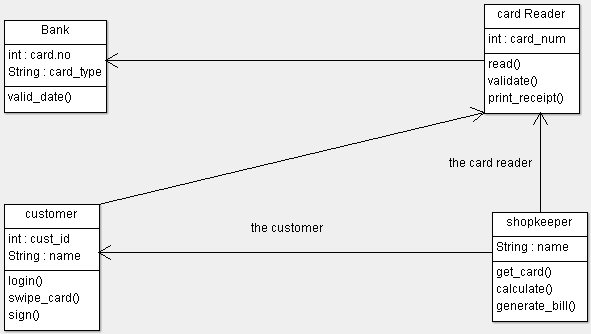 Bank
int : card.no
String : card_type
valid_date()
card Reader
int : card_num
read()
validate()
print_receipt()
the card reader
customer
int : cust_id
String : name
login()
swipe_card()
sign()
the customer
shopkeeper
String : name
get_card()
calculate()
generate_bill()